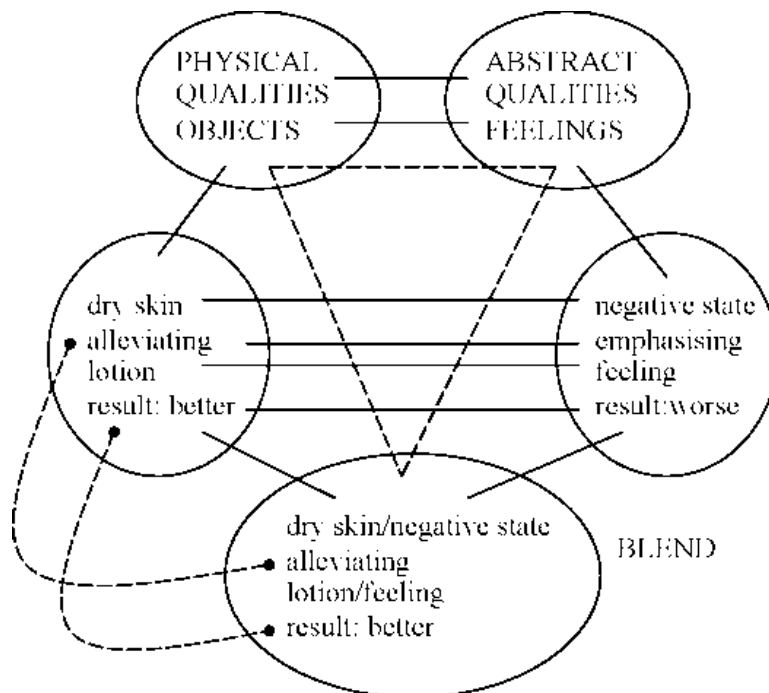 PHYSICAL
QUALITIES
OBJECTS
ABSTRACT
QUALITIES
FEELINGS
dry skin
alleviating
lotion
result: better
negative state
emphasising
feeling
result:worse
dry skin/negative state
alleviating
lotion/feeling
result: better
BLEND